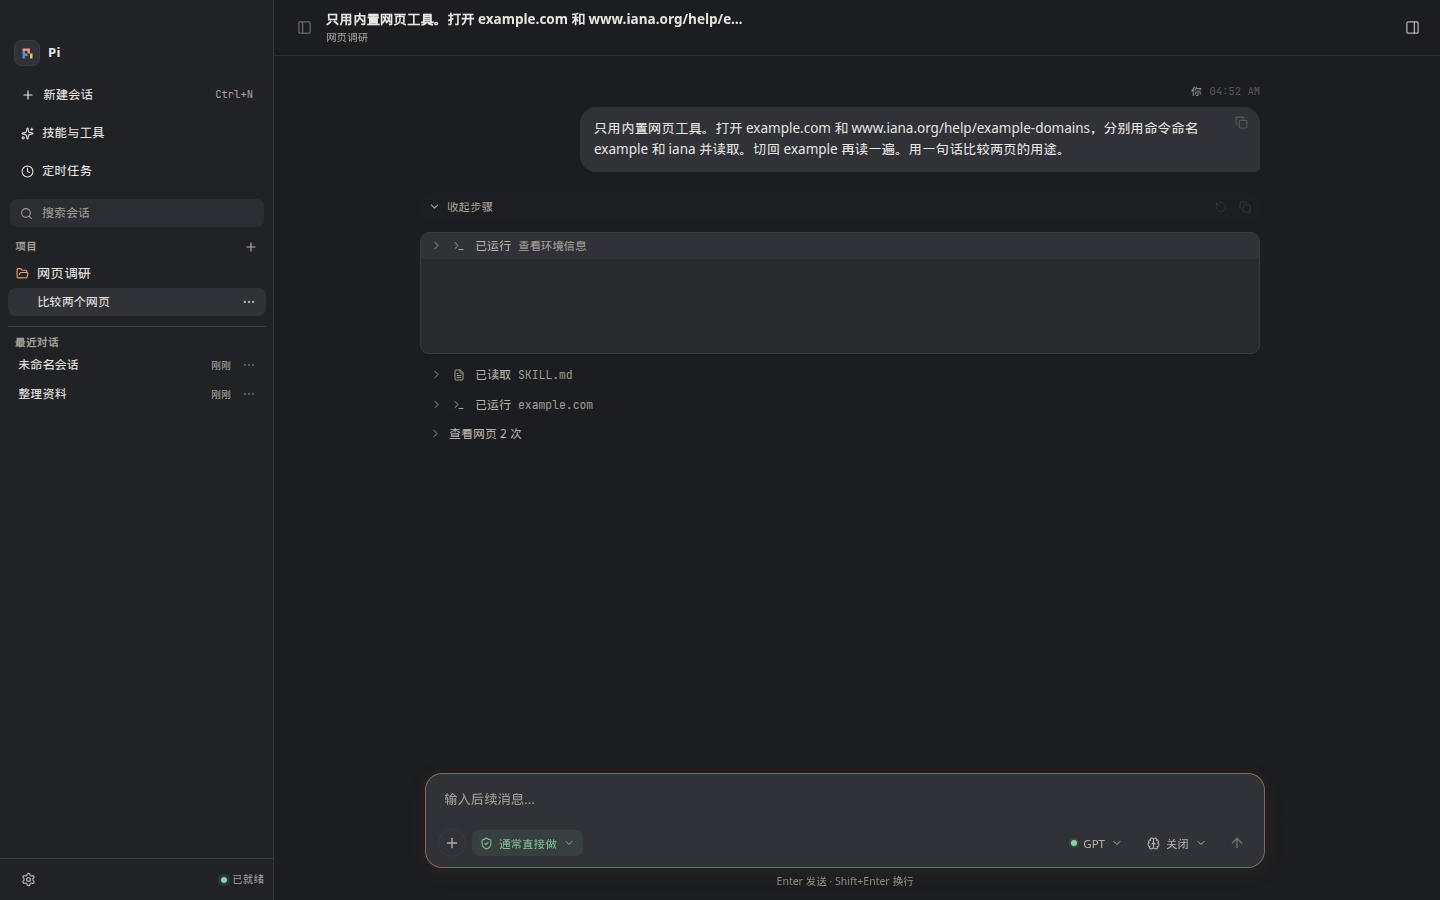 Pi
新建会话 Ctrl+N
技能与工具
定时任务
搜索会话
项目
网页调研
比较两个网页
最近对话
未命名会话 刚刚
整理资料 刚刚
已就绪
只用内置网页工具。打开 example.com 和 www.iana.org/help/e...
网页调研
你 04:52 AM
只用内置网页工具。打开 example.com 和 www.iana.org/help/example-domains，分别用命令命名
example 和 iana 并读取。切回 example 再读一遍。用一句话比较两页的用途。
收起步骤
已运行 查看环境信息
已读取 SKILL.md
已运行 example.com
查看网页 2 次
输入后续消息...
通常直接做
GPT
关闭
Enter 发送 · Shift+Enter 换行